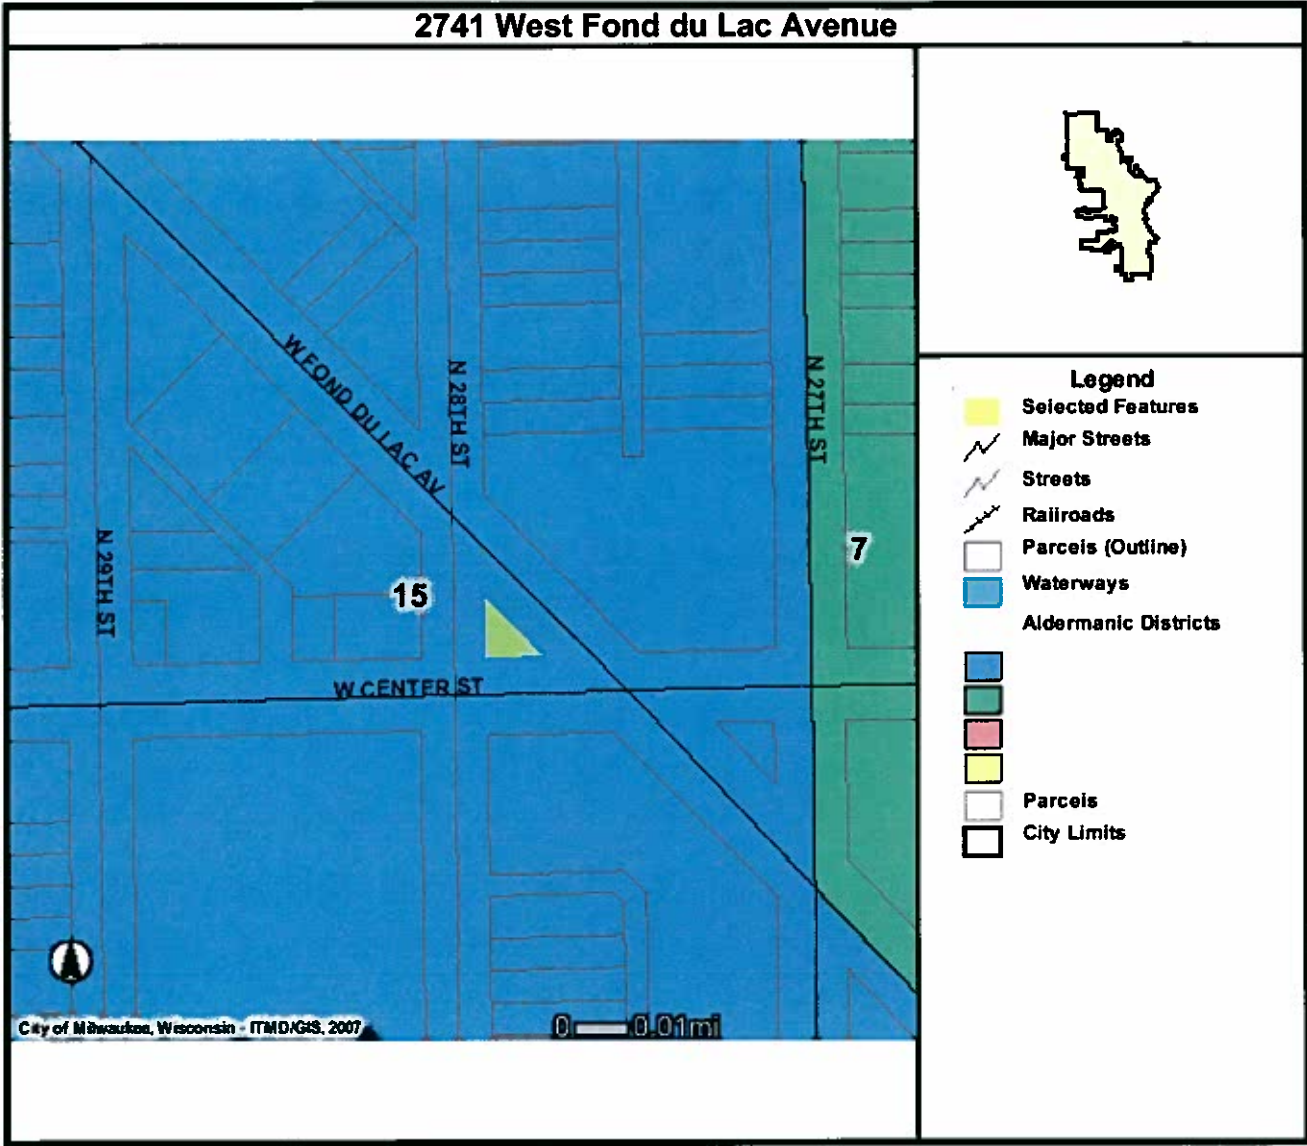 2741 West Fond du Lac Avenue
W FOND DU LAC AV
N 28TH ST
N 27TH ST
N 29TH ST
7
15
W CENTER ST
City of Milwaukee, Wisconsin - ITMD/GIS, 2007
0 0.01mi
Legend
Selected Features
Major Streets
Streets
Railroads
Parcels (Outline)
Waterways
Aldermanic Districts
Parcels
City Limits